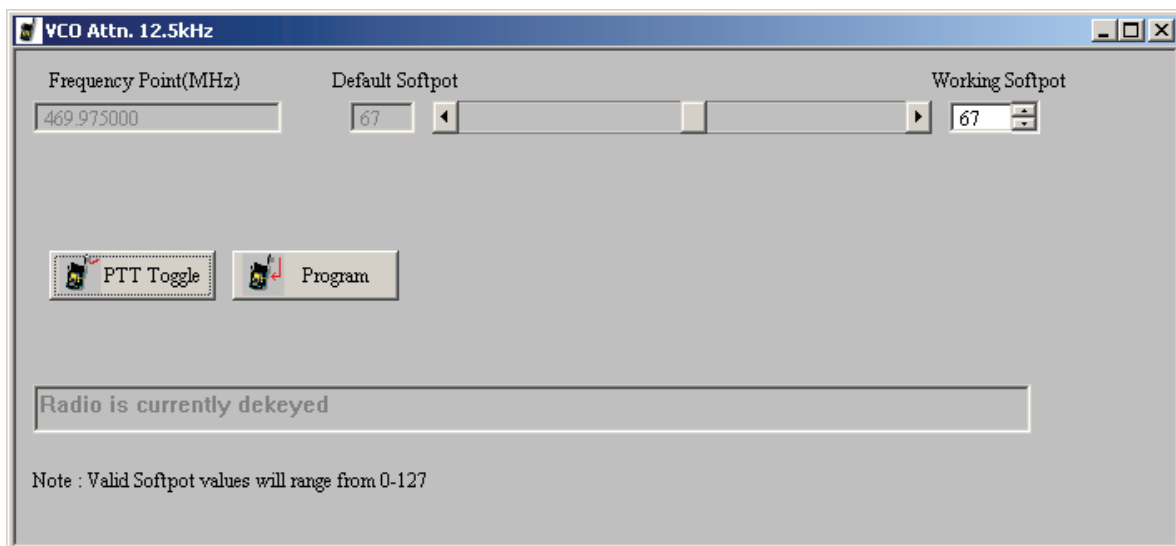 VCO Attn. 12.5kHz
Frequency Point(MHz) Default Softpot Working Softpot
469.975000 67 67
PTT Toggle Program
Radio is currently dekeyed
Note : Valid Softpot values will range from 0-127